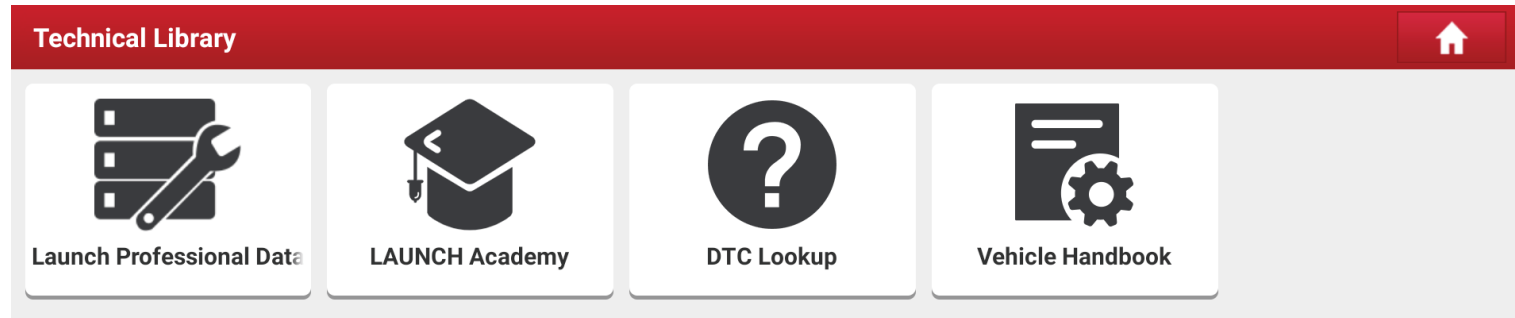 Technical Library
Launch Professional Data
LAUNCH Academy
DTC Lookup
Vehicle Handbook